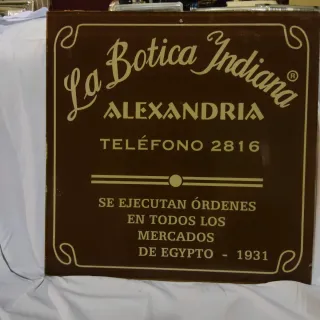 La Botica Indiana®
ALEXANDRIA
TELÉFONO 2816
SE EJECUTAN ÓRDENES
EN TODOS LOS
MERCADOS
DE EGYPTO - 1931